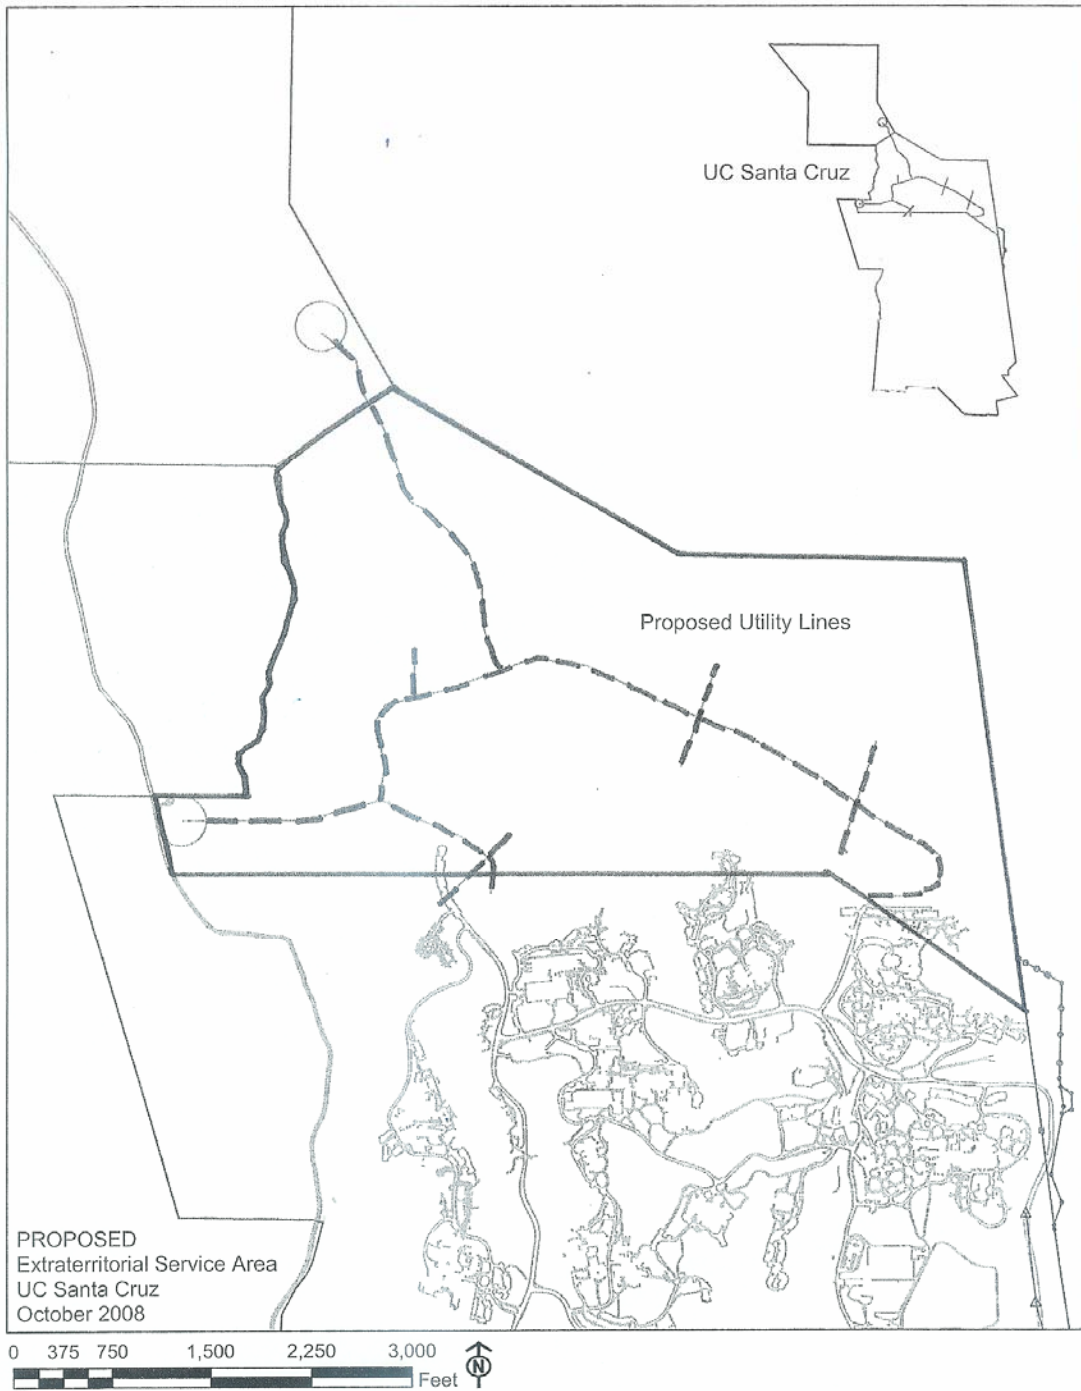 UC Santa Cruz
Proposed Utility Lines
PROPOSED
Extraterritorial Service Area
UC Santa Cruz
October 2008
0 375 750 1,500 2,250 3,000
Feet
N